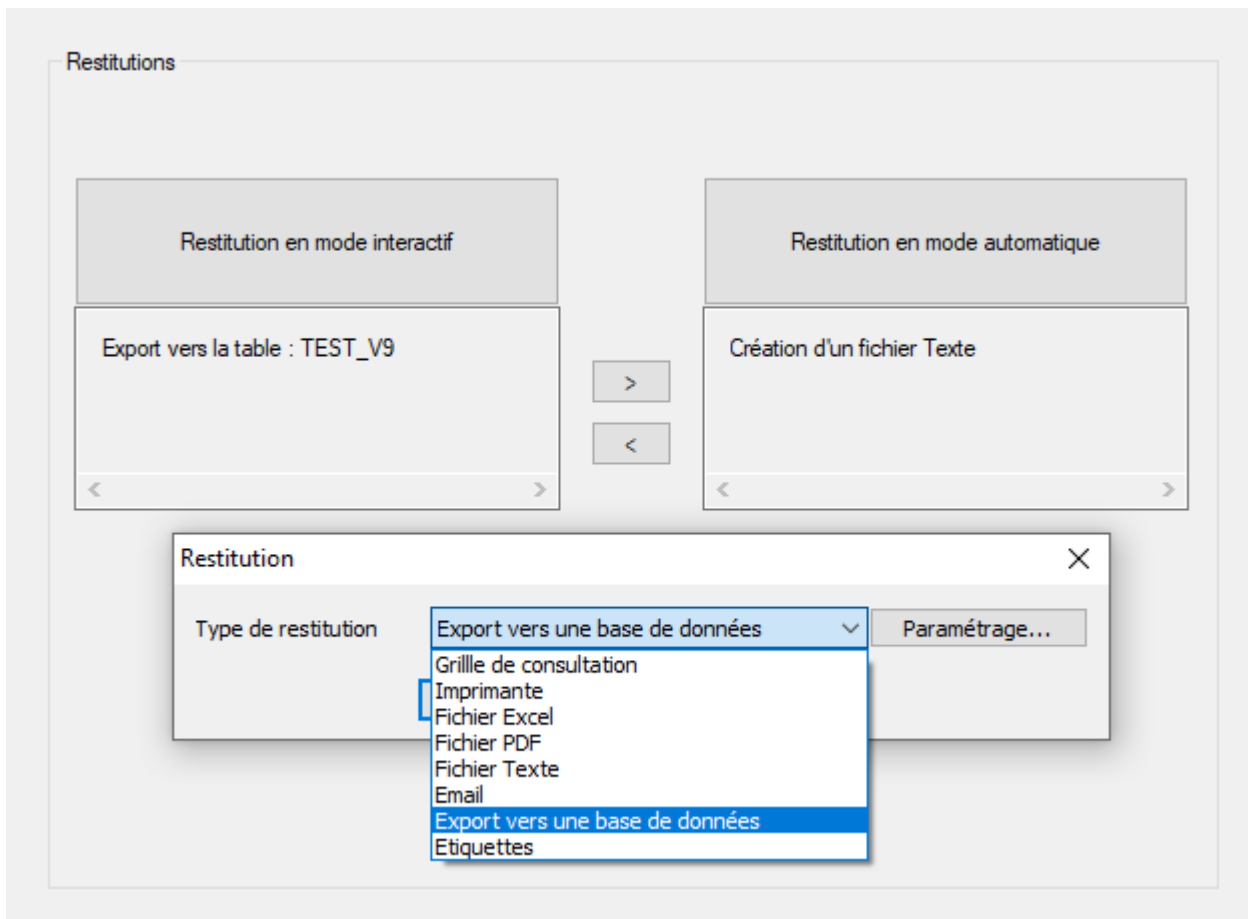 Restitutions
Restitution en mode interactif
Restitution en mode automatique
Export vers la table : TEST_V9
Création d'un fichier Texte
>
<
Restitution
Type de restitution
Export vers une base de données
Paramétrage...
Grillle de consultation
Imprimante
Fichier Excel
Fichier PDF
Fichier Texte
Email
Export vers une base de données
Etiquettes